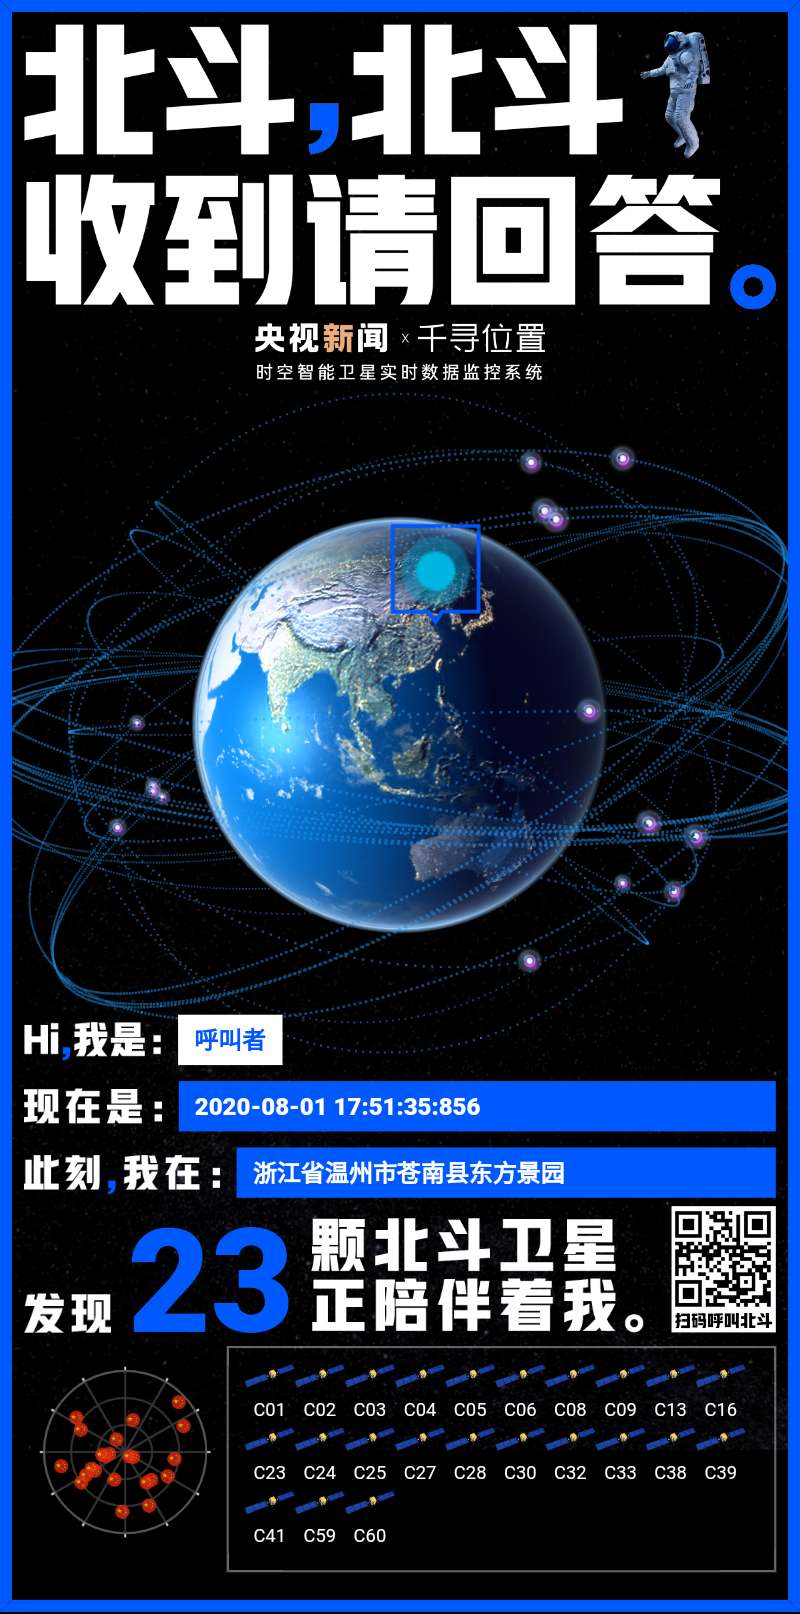 北斗,北斗
收到请回答。
央视新闻 x 千寻位置
时空智能卫星实时数据监控系统
Hi,我是: 呼叫者
现在是: 2020-08-01 17:51:35:856
此刻,我在: 浙江省温州市苍南县东方景园
发现 23 颗北斗卫星
正陪伴着我。
扫码呼叫北斗
C01 C02 C03 C04 C05 C06 C08 C09 C13 C16
C23 C24 C25 C27 C28 C30 C32 C33 C38 C39
C41 C59 C60